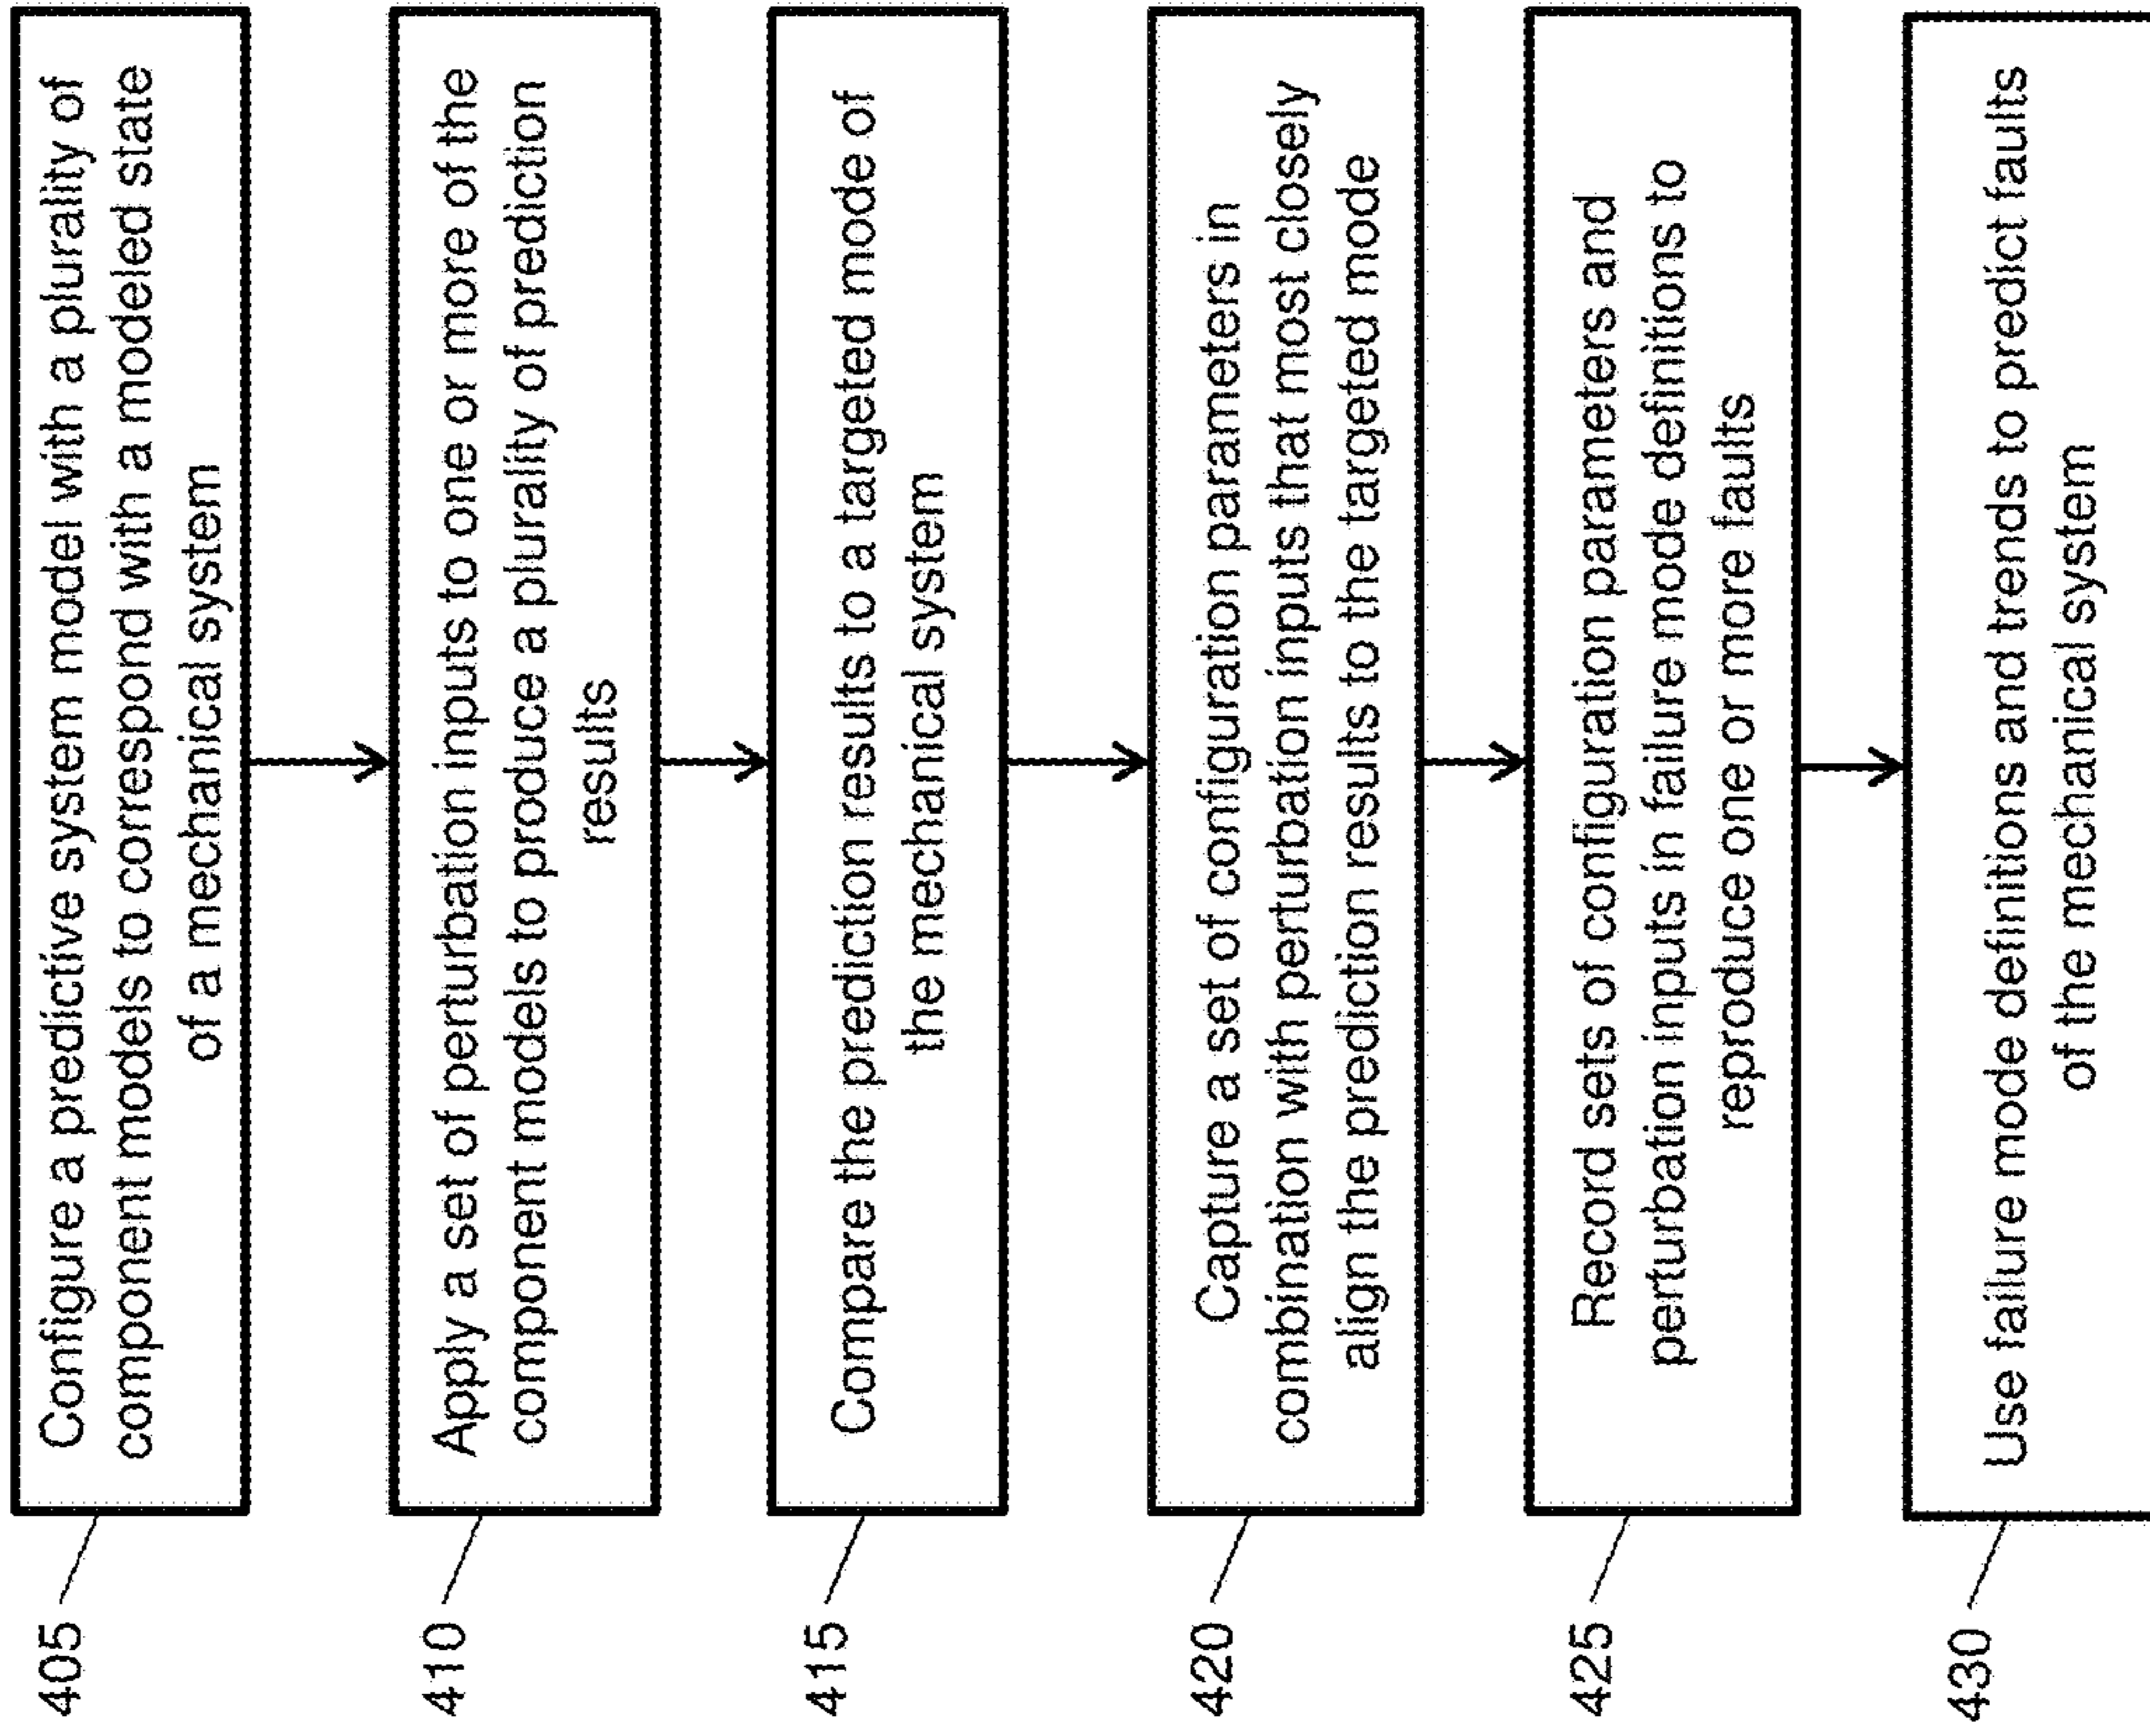 405
Configure a predictive system model with a plurality of
component models to correspond with a modeled state
of a mechanical system
410
Apply a set of perturbation inputs to one or more of the
component models to produce a plurality of prediction
results
415
Compare the prediction results to a targeted mode of
the mechanical system
420
Capture a set of configuration parameters in
combination with perturbation inputs that most closely
align the prediction results to the targeted mode
425
Record sets of configuration parameters and
perturbation inputs in failure mode definitions to
reproduce one or more faults
430
Use failure mode definitions and trends to predict faults
of the mechanical system